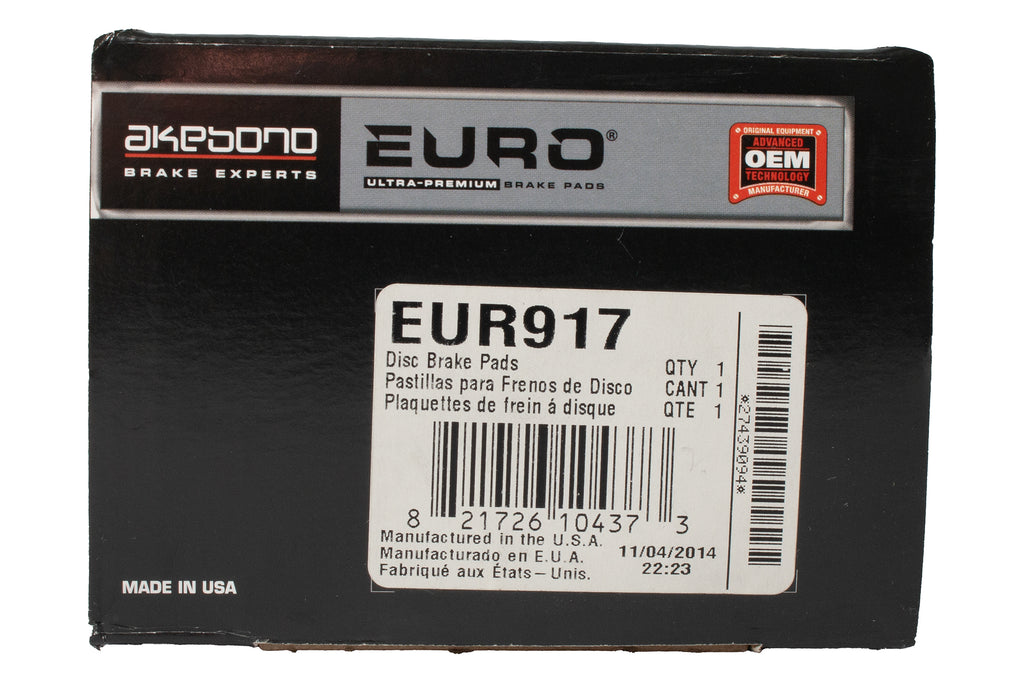 akebono
BRAKE EXPERTS
EURO®
ULTRA-PREMIUM BRAKE PADS
ORIGINAL EQUIPMENT
ADVANCED
OEM
TECHNOLOGY
MANUFACTURER
EUR917
Disc Brake Pads QTY 1
Pastillas para Frenos de Disco CANT 1
Plaquettes de frein á disque QTE 1
8 21726 10437 3
Manufactured in the U.S.A.
Manufacturado en E.U.A.
Fabriqué aux États-Unis.
11/04/2014
22:23
*27439094*
MADE IN USA